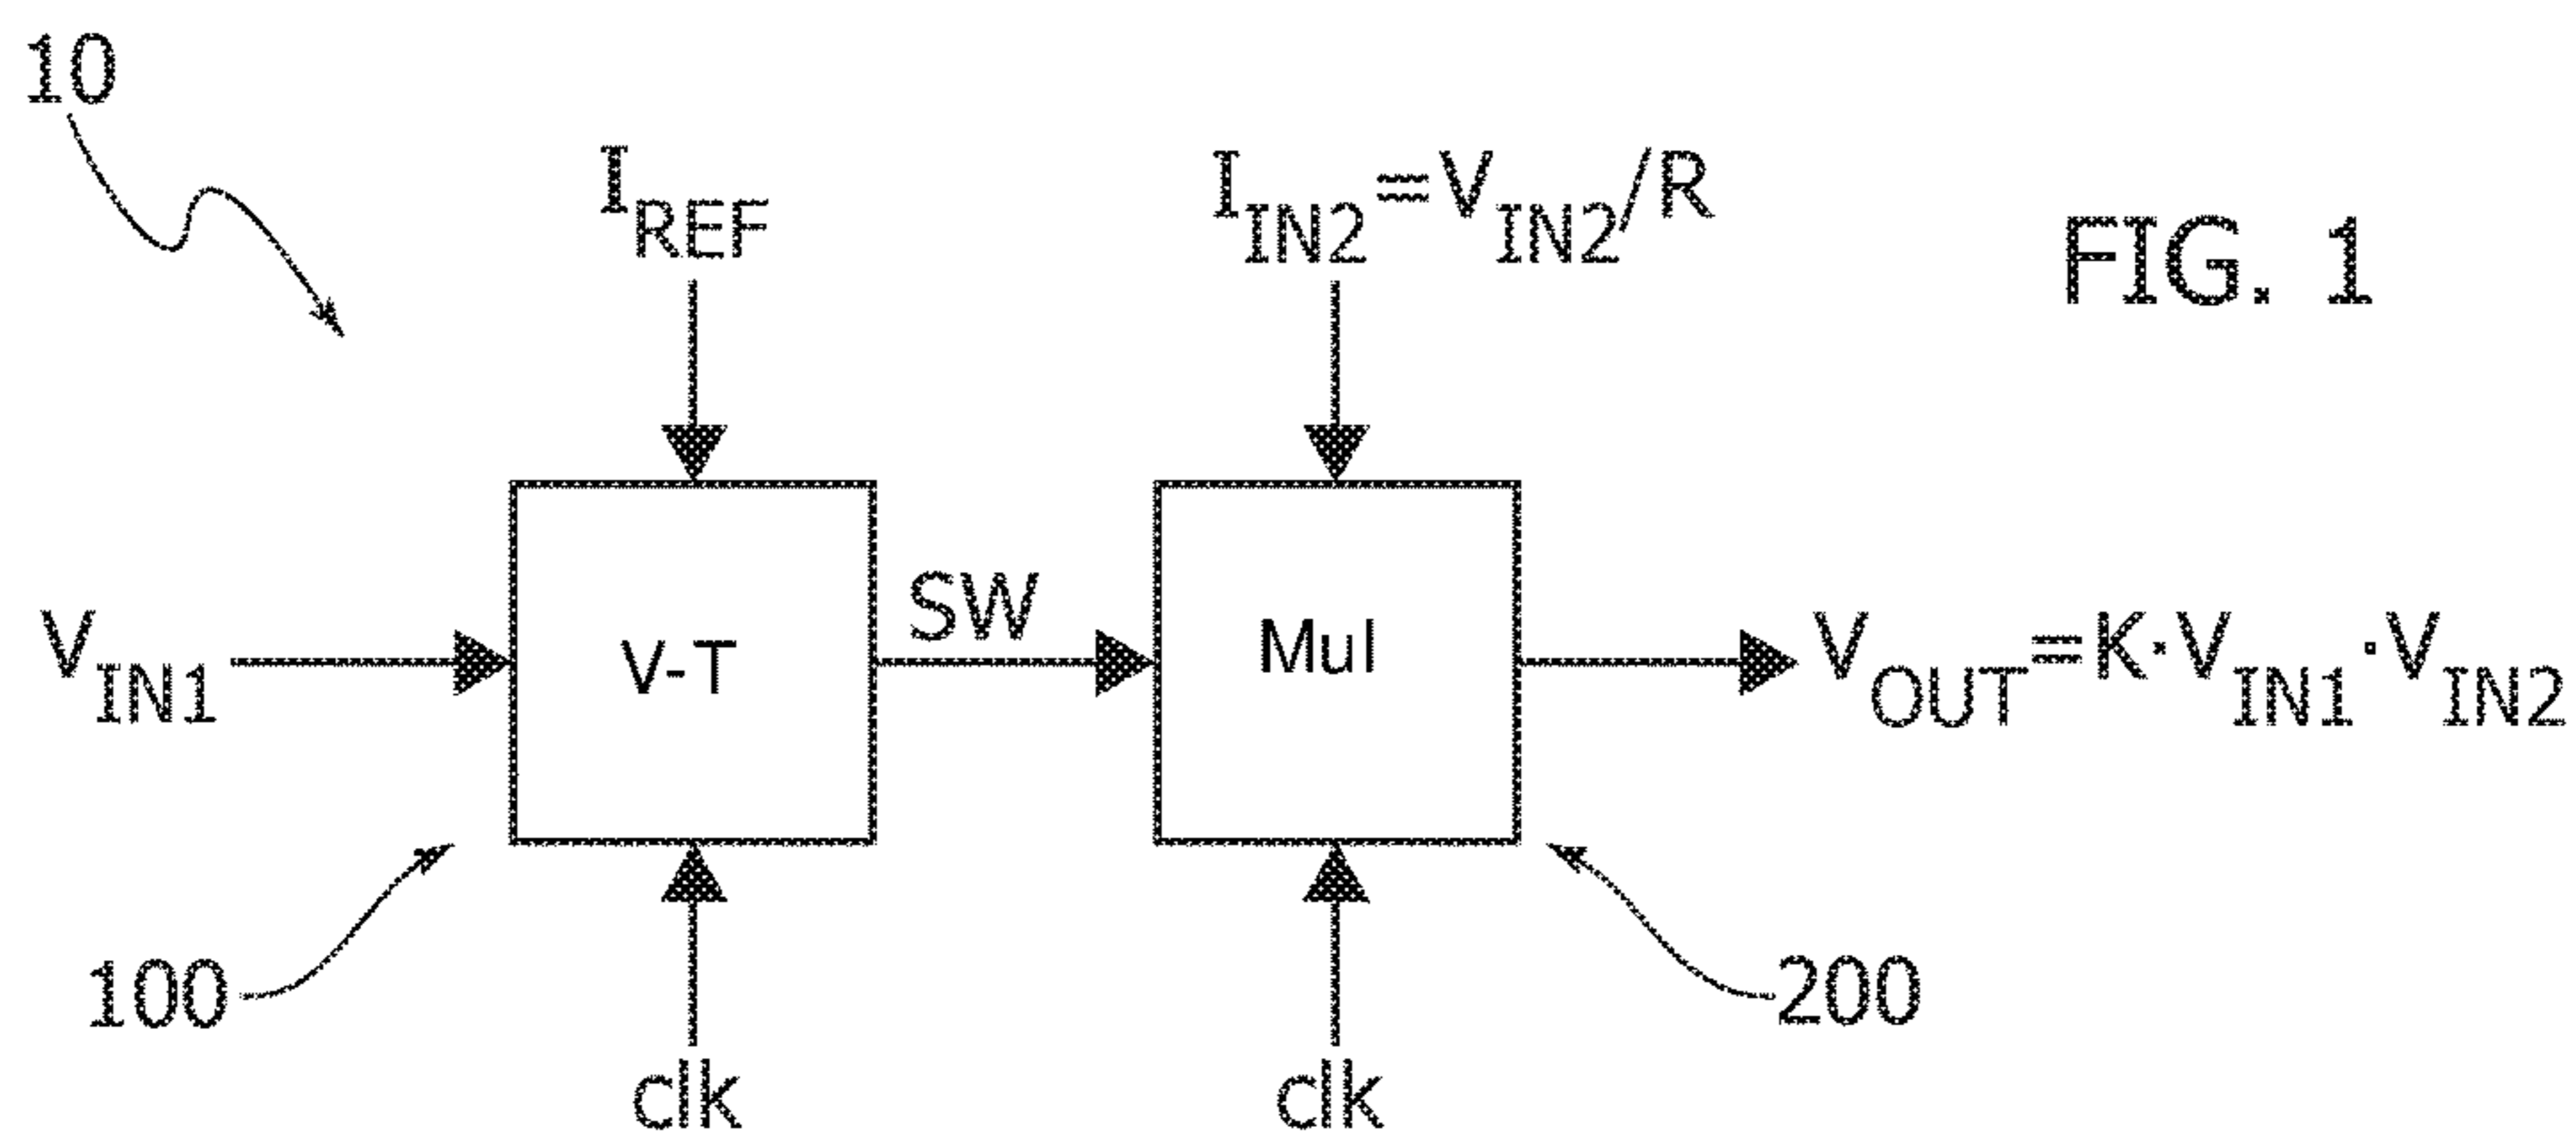 10
I_REF
I_IN2=V_IN2/R
FIG. 1
V_IN1
V-T
SW
Mul
V_OUT=K·V_IN1·V_IN2
100
200
clk
clk